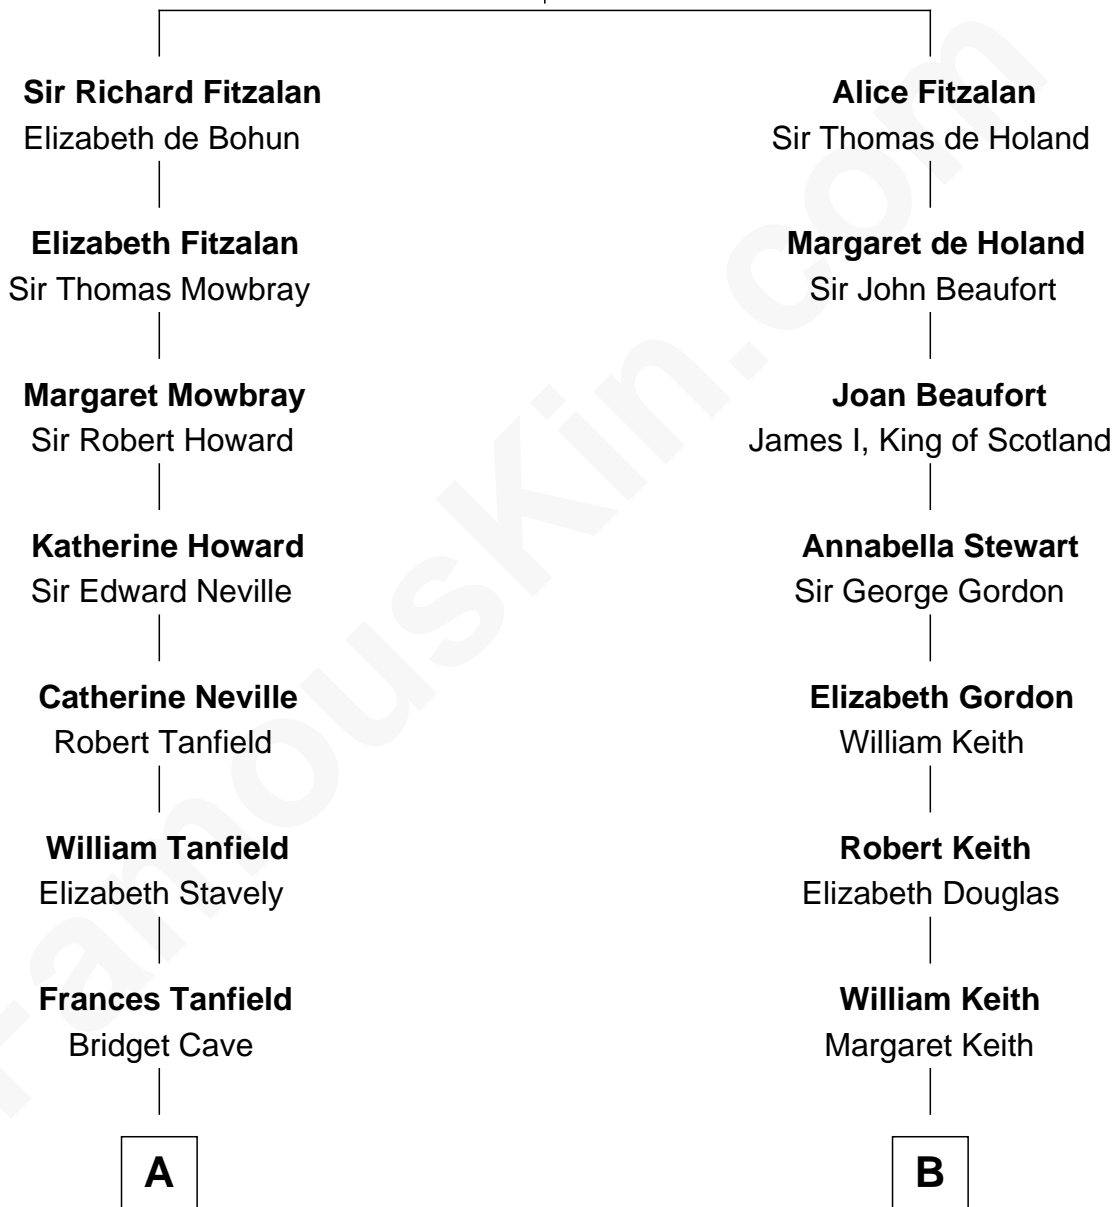 Sir Richard Fitzalan
Elizabeth de Bohun
Elizabeth Fitzalan
Sir Thomas Mowbray
Margaret Mowbray
Sir Robert Howard
Katherine Howard
Sir Edward Neville
Catherine Neville
Robert Tanfield
William Tanfield
Elizabeth Stavely
Frances Tanfield
Bridget Cave
A
Alice Fitzalan
Sir Thomas de Holand
Margaret de Holand
Sir John Beaufort
Joan Beaufort
James I, King of Scotland
Annabella Stewart
Sir George Gordon
Elizabeth Gordon
William Keith
Robert Keith
Elizabeth Douglas
William Keith
Margaret Keith
B
FamousKin.com